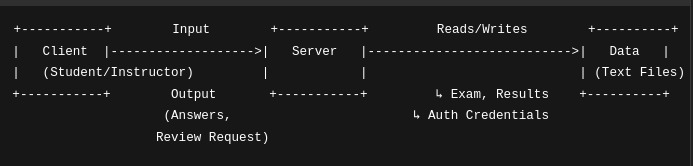 +-----------+        Input        +-----------+         Reads/Writes        +----------+
|   Client  |------------------->|   Server   |--------------------------->|   Data   |
|   (Student/Instructor)         |            |                            | (Text Files)
+-----------+        Output       +-----------+         ↳ Exam, Results    +----------+
(Answers,                        ↳ Auth Credentials
Review Request)